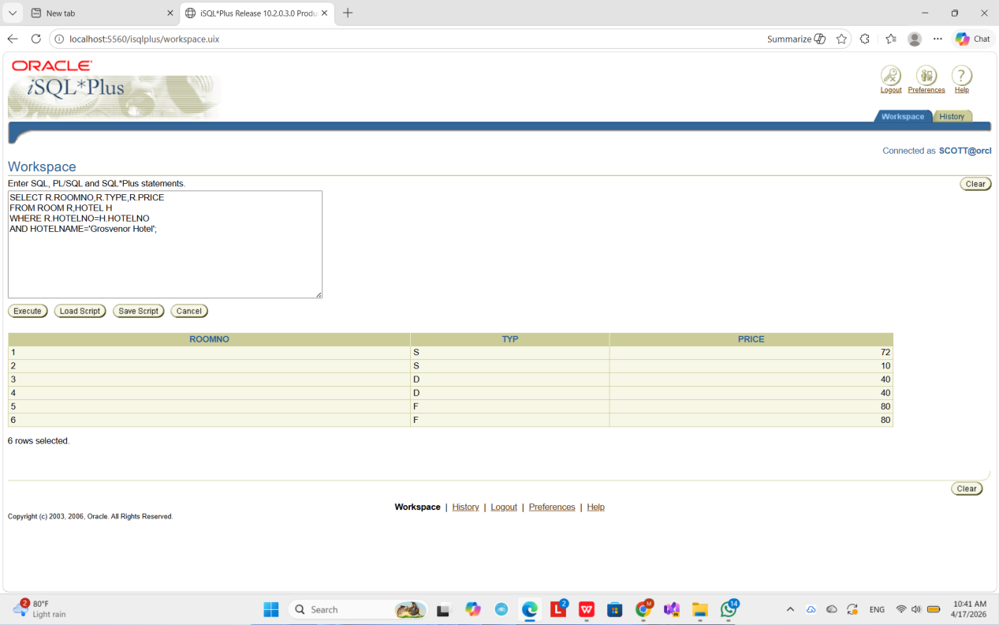 New tab
iSQL*Plus Release 10.2.0.3.0 Produ
localhost:5560/isqlplus/workspace.uix
Summarize
Chat
ORACLE
iSQL*Plus
Logout Preferences Help
?
Workspace History
Connected as SCOTT@orcl
Workspace
Enter SQL, PL/SQL and SQL*Plus statements.
Clear
SELECT R.ROOMNO,R.TYPE,R.PRICE
FROM ROOM R,HOTEL H
WHERE R.HOTELNO=H.HOTELNO
AND HOTELNAME='Grosvenor Hotel';
Execute Load Script Save Script Cancel
ROOMNO TYP PRICE
1 S 72
2 S 10
3 D 40
4 D 40
5 F 80
6 F 80
6 rows selected.
Clear
Workspace | History | Logout | Preferences | Help
Copyright (c) 2003, 2006, Oracle. All Rights Reserved.
2
80°F
Light rain
Search
L 2
W
M
14
ENG
10:41 AM
4/17/2026